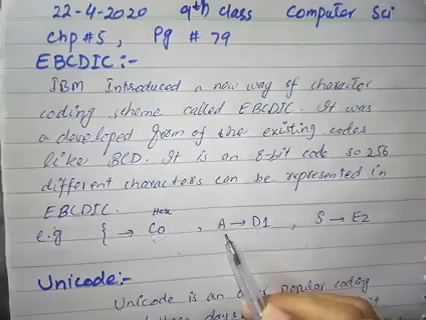 22-4-2020 9th class Computer Sci
Chp #5, Pg # 79
EBCDIC:-
IBM Introduced a new way of character
coding scheme called EBCDIC. It was
a developed form of the existing codes
like BCD. It is an 8-bit code so 256
different characters can be represented in
EBCDIC.
Hex
e.g { → C0 , A → D1 , S → E2
Unicode:-
Unicode is an popular coding
these days.